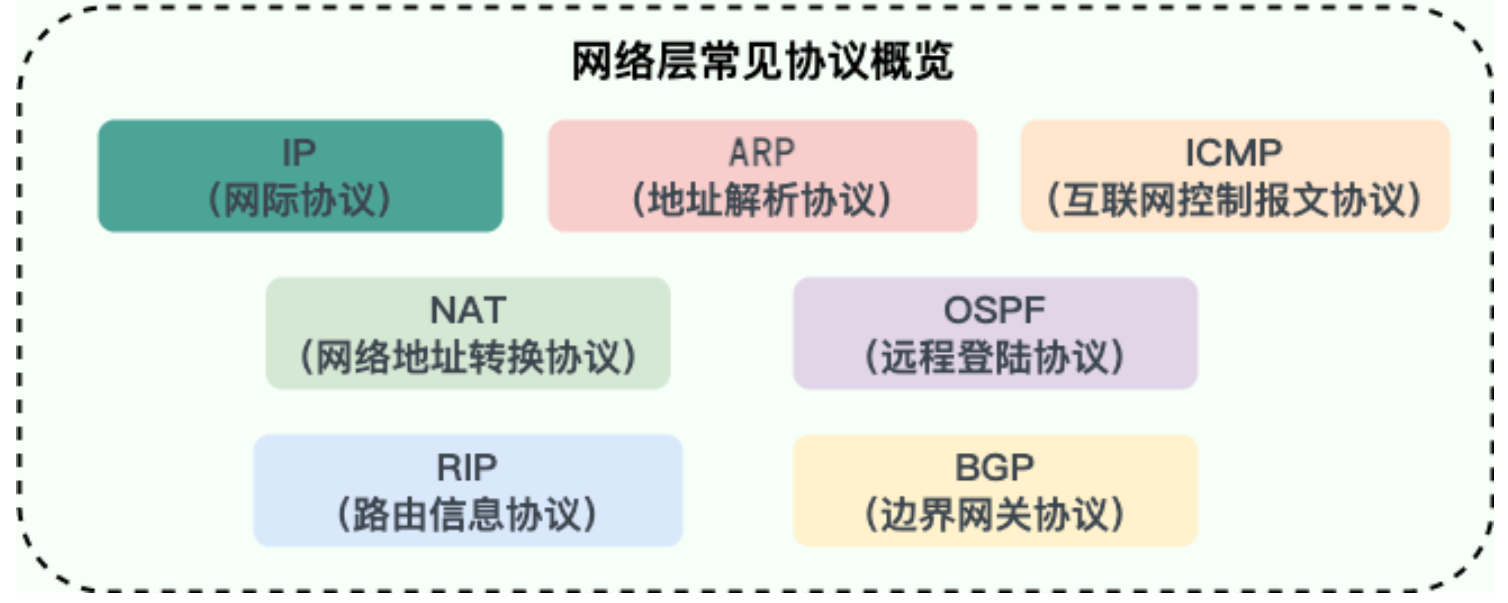 网络层常见协议概览
IP
（网际协议）
ARP
（地址解析协议）
ICMP
（互联网控制报文协议）
NAT
（网络地址转换协议）
OSPF
（远程登陆协议）
RIP
（路由信息协议）
BGP
（边界网关协议）